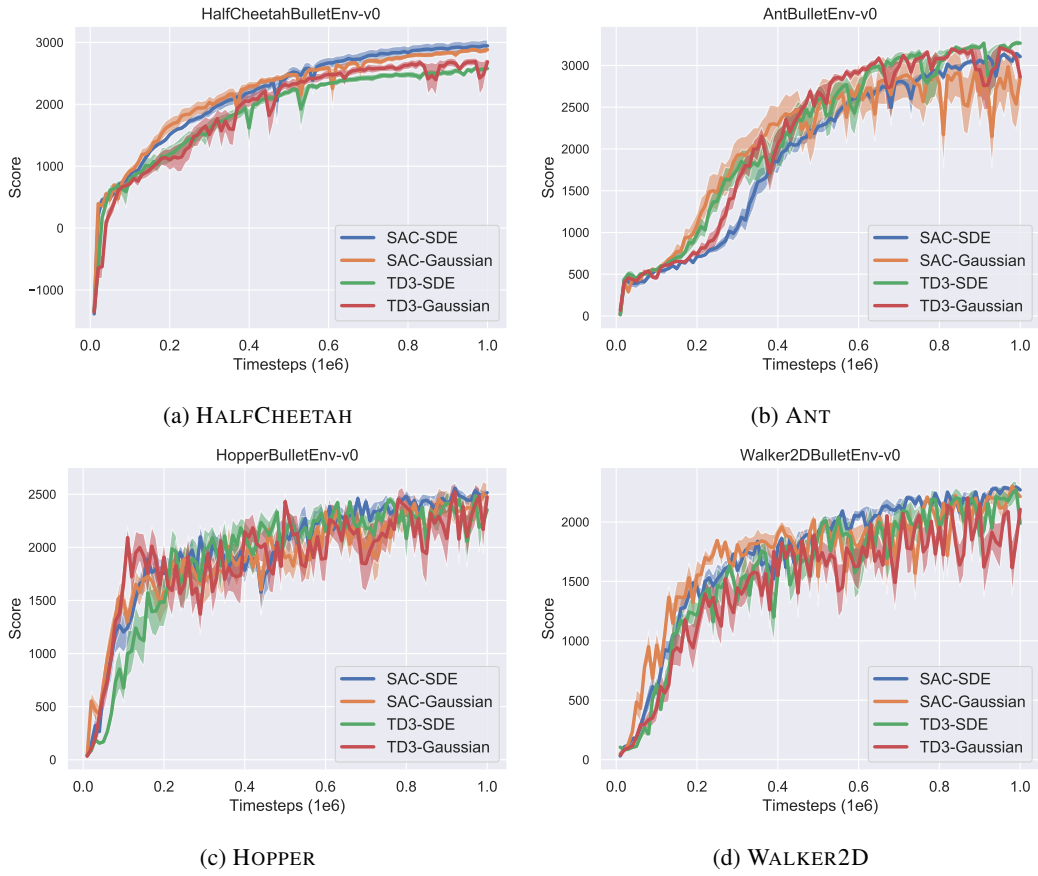 HalfCheetahBulletEnv-v0
3000
2000
1000
0
−1000
Score
SAC-SDE
SAC-Gaussian
TD3-SDE
TD3-Gaussian
0.0 0.2 0.4 0.6 0.8 1.0
Timesteps (1e6)
(a) HALFCHEETAH
AntBulletEnv-v0
3000
2500
2000
1500
1000
500
0
Score
SAC-SDE
SAC-Gaussian
TD3-SDE
TD3-Gaussian
0.0 0.2 0.4 0.6 0.8 1.0
Timesteps (1e6)
(b) ANT
HopperBulletEnv-v0
2500
2000
1500
1000
500
0
Score
SAC-SDE
SAC-Gaussian
TD3-SDE
TD3-Gaussian
0.0 0.2 0.4 0.6 0.8 1.0
Timesteps (1e6)
(c) HOPPER
Walker2DBulletEnv-v0
2000
1500
1000
500
0
Score
SAC-SDE
SAC-Gaussian
TD3-SDE
TD3-Gaussian
0.0 0.2 0.4 0.6 0.8 1.0
Timesteps (1e6)
(d) WALKER2D